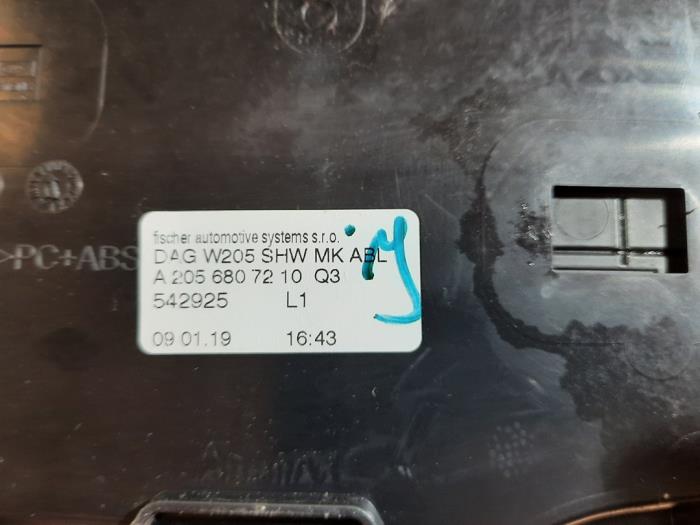 fischer automotive systems s.r.o.
DAG W205 SHW MK ABL
A 205 680 72 10 Q3
542925 L1
09.01.19 16:43
>PC+ABS